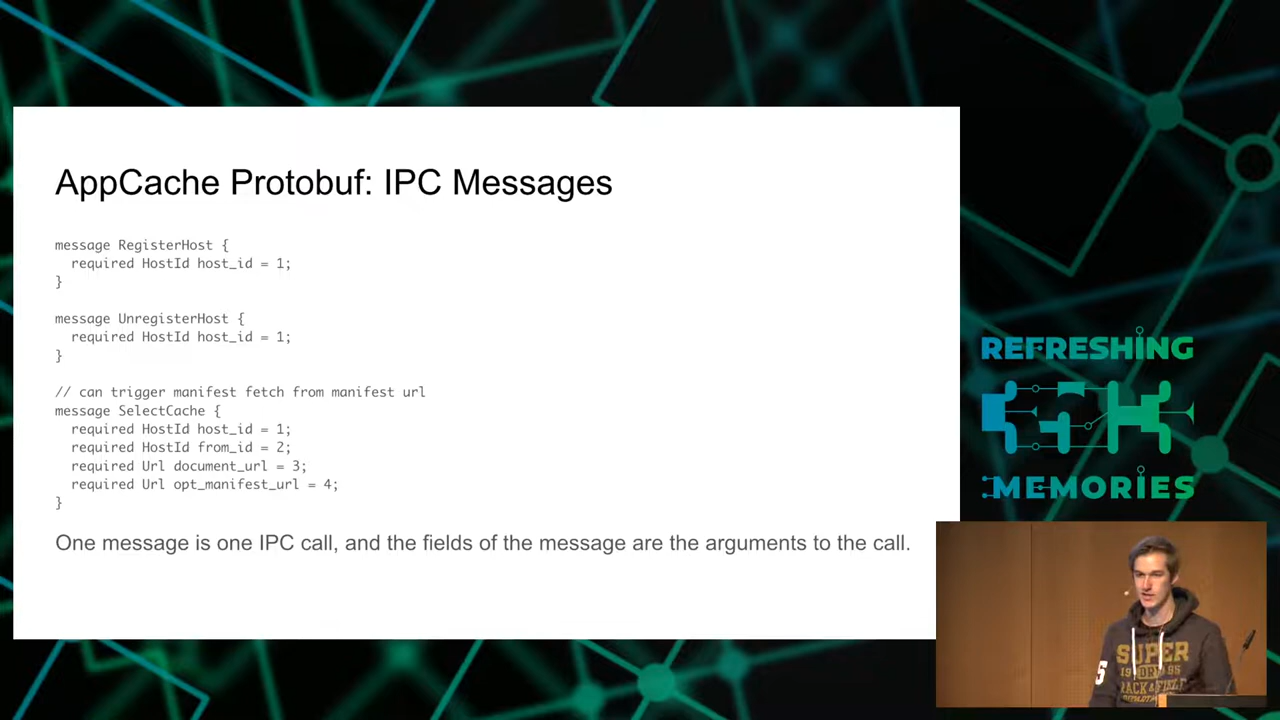 AppCache Protobuf: IPC Messages
message RegisterHost {
  required HostId host_id = 1;
}
message UnregisterHost {
  required HostId host_id = 1;
}
// can trigger manifest fetch from manifest url
message SelectCache {
  required HostId host_id = 1;
  required HostId from_id = 2;
  required Url document_url = 3;
  required Url opt_manifest_url = 4;
}
One message is one IPC call, and the fields of the message are the arguments to the call.
REFRESHING
MEMORIES
SUPER